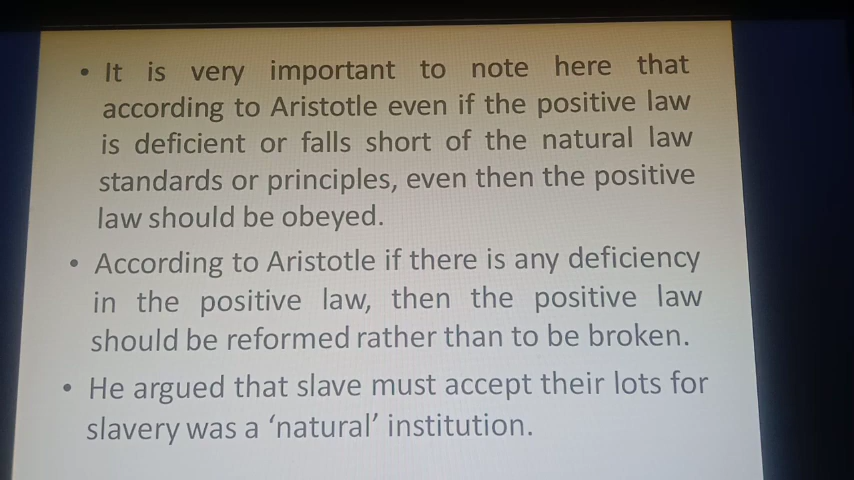 • It is very important to note here that
according to Aristotle even if the positive law
is deficient or falls short of the natural law
standards or principles, even then the positive
law should be obeyed.
• According to Aristotle if there is any deficiency
in the positive law, then the positive law
should be reformed rather than to be broken.
• He argued that slave must accept their lots for
slavery was a ‘natural’ institution.